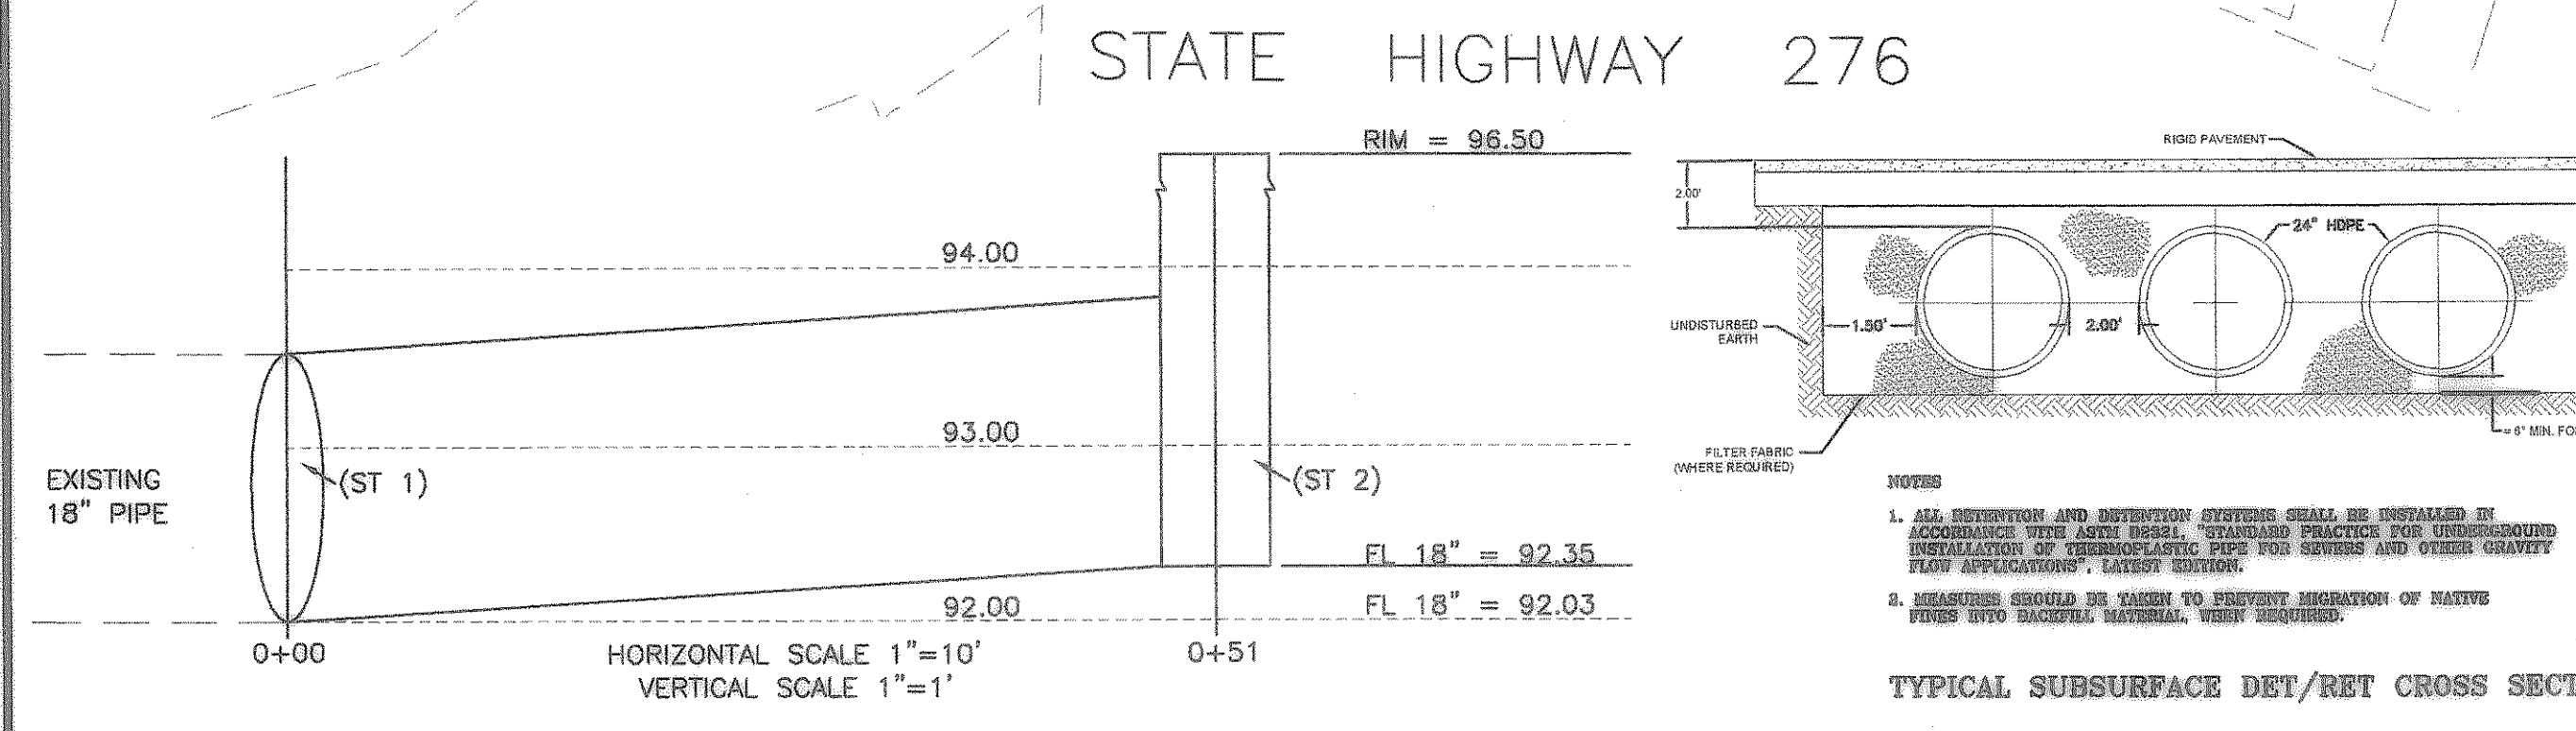 STATE HIGHWAY 276
RIM = 96.50
94.00
93.00
EXISTING
18" PIPE
(ST 1)
(ST 2)
FL 18" = 92.35
92.00
FL 18" = 92.03
0+00
HORIZONTAL SCALE 1"=10'
VERTICAL SCALE 1"=1'
0+51
RIGID PAVEMENT
2.00'
24" HDPE
UNDISTURBED
EARTH
1.50'
2.00'
FILTER FABRIC
(WHERE REQUIRED)
6" MIN. FO
NOTES
1. ALL RETENTION AND DETENTION SYSTEMS SHALL BE INSTALLED IN
ACCORDANCE WITH ASTM D2321, "STANDARD PRACTICE FOR UNDERGROUND
INSTALLATION OF THERMOPLASTIC PIPE FOR SEWERS AND OTHER GRAVITY
FLOW APPLICATIONS", LATEST EDITION.
2. MEASURES SHOULD BE TAKEN TO PREVENT MIGRATION OF NATIVE
FINES INTO BACKFILL MATERIAL, WHEN REQUIRED.
TYPICAL SUBSURFACE DET/RET CROSS SECT